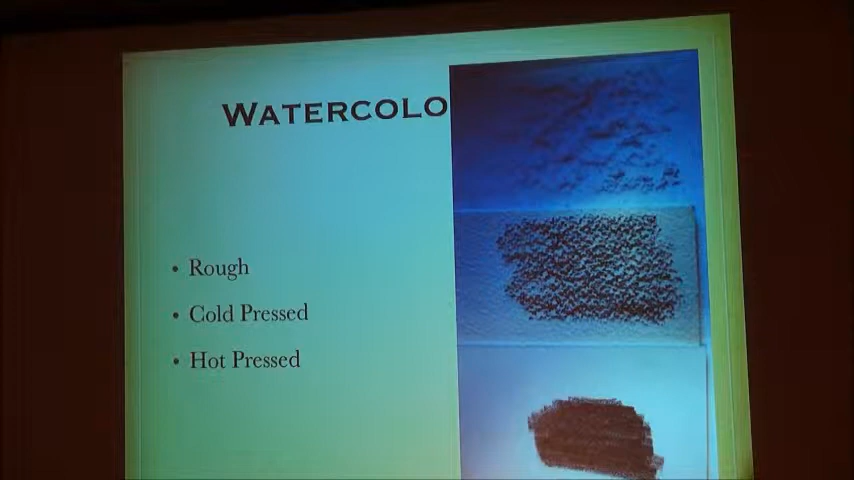 WATERCOLO
• Rough
• Cold Pressed
• Hot Pressed